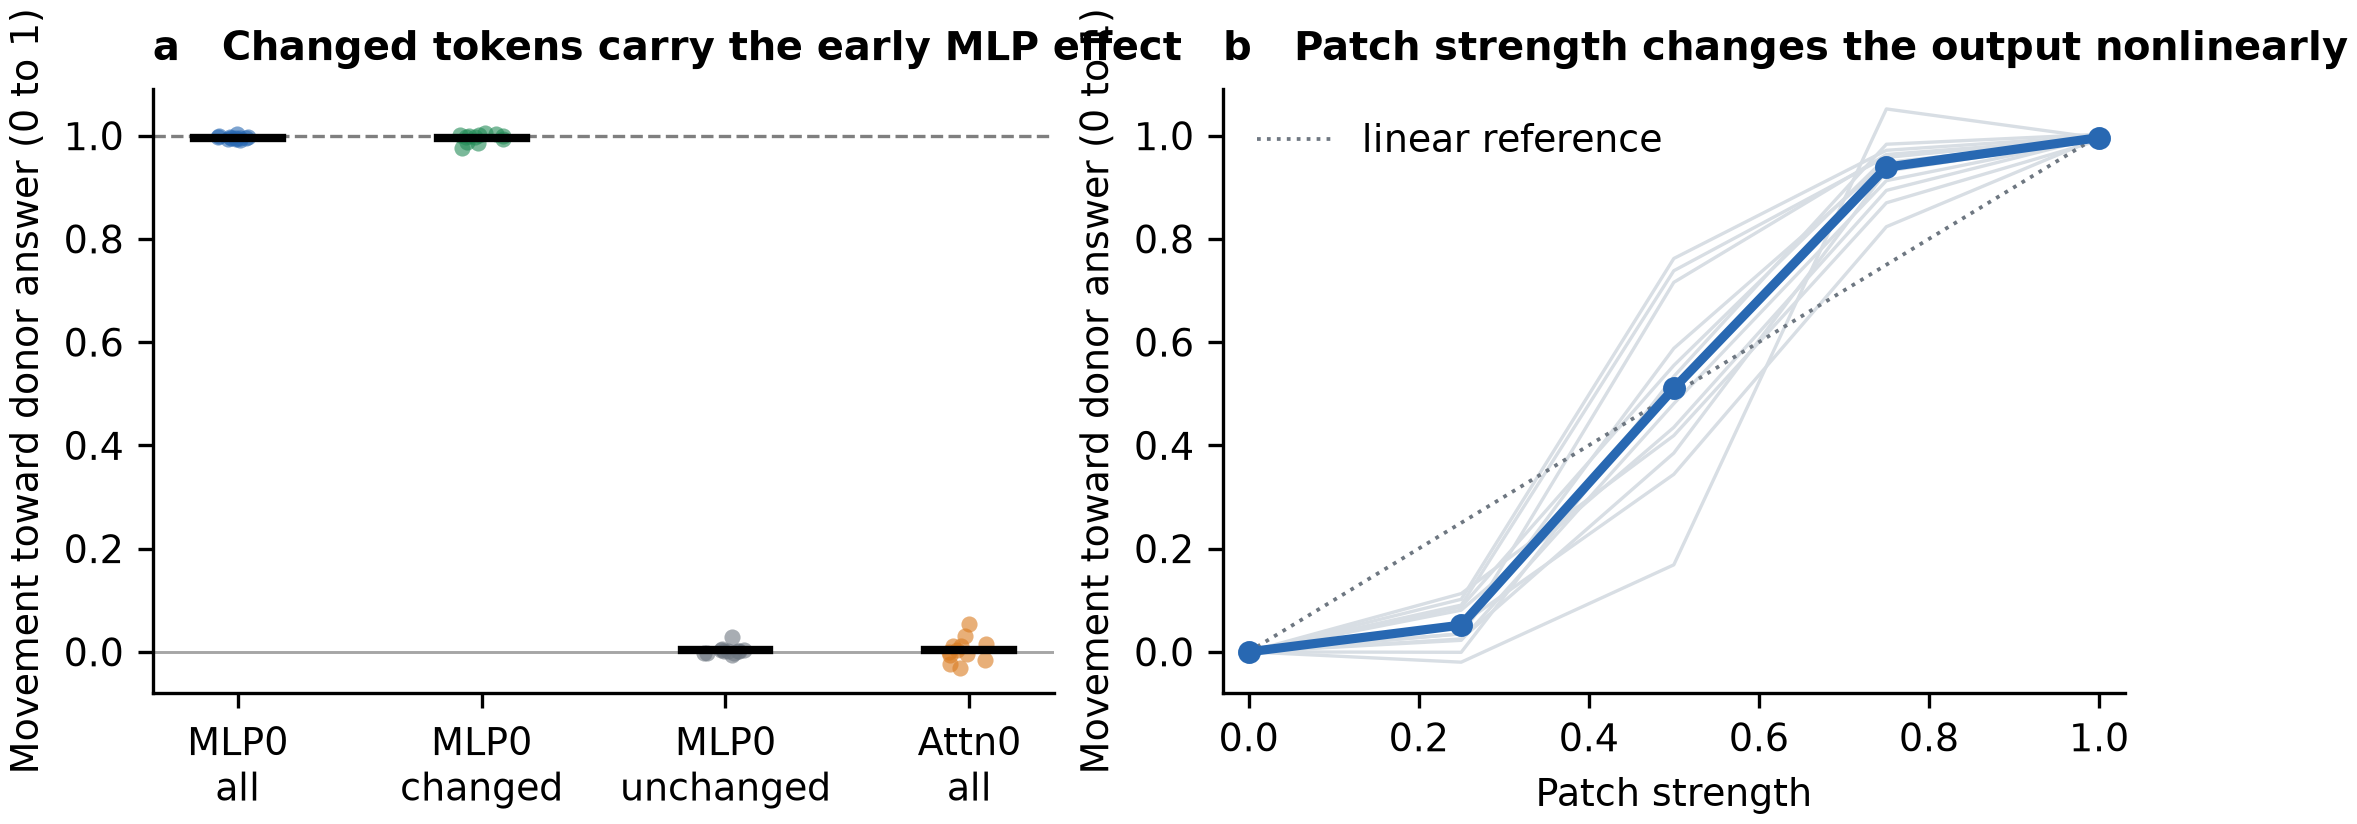 a Changed tokens carry the early MLP effect
Movement toward donor answer (0 to 1)
1.0
0.8
0.6
0.4
0.2
0.0
MLP0
all
MLP0
changed
MLP0
unchanged
Attn0
all
b Patch strength changes the output nonlinearly
Movement toward donor answer (0 to 1)
linear reference
1.0
0.8
0.6
0.4
0.2
0.0
0.0 0.2 0.4 0.6 0.8 1.0
Patch strength